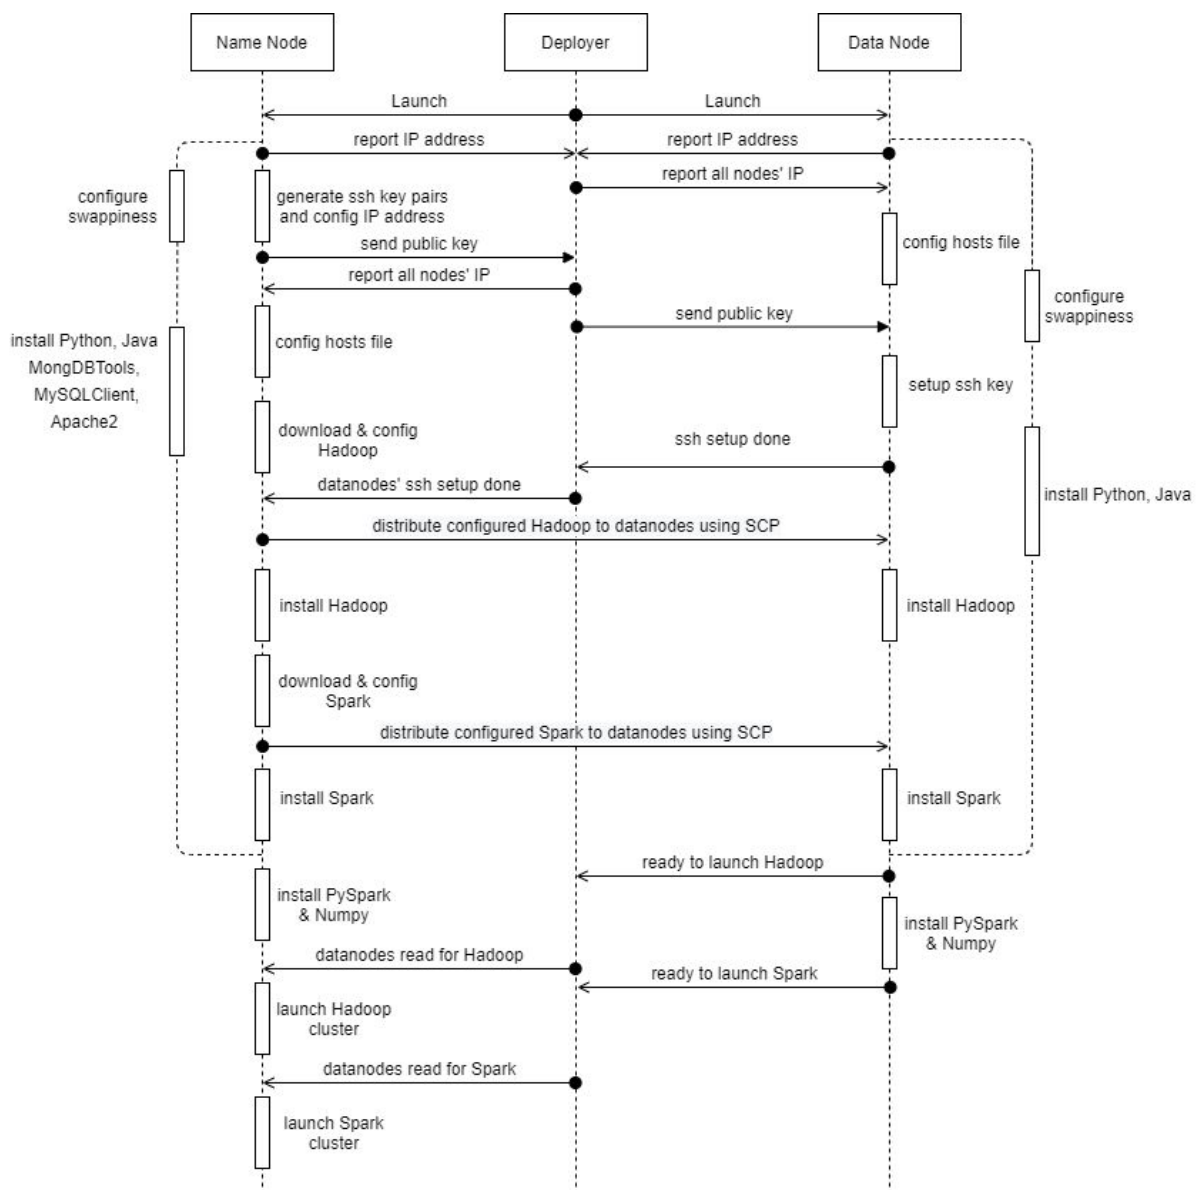 Name Node
Deployer
Data Node
Launch
Launch
report IP address
report IP address
report all nodes' IP
configure
swappiness
generate ssh key pairs
and config IP address
send public key
config hosts file
report all nodes' IP
configure
swappiness
send public key
install Python, Java
MongDBTools,
MySQLClient,
Apache2
config hosts file
setup ssh key
download & config
Hadoop
ssh setup done
datanodes' ssh setup done
install Python, Java
distribute configured Hadoop to datanodes using SCP
install Hadoop
install Hadoop
download & config
Spark
distribute configured Spark to datanodes using SCP
install Spark
install Spark
ready to launch Hadoop
install PySpark
& Numpy
install PySpark
& Numpy
datanodes read for Hadoop
ready to launch Spark
launch Hadoop
cluster
datanodes read for Spark
launch Spark
cluster